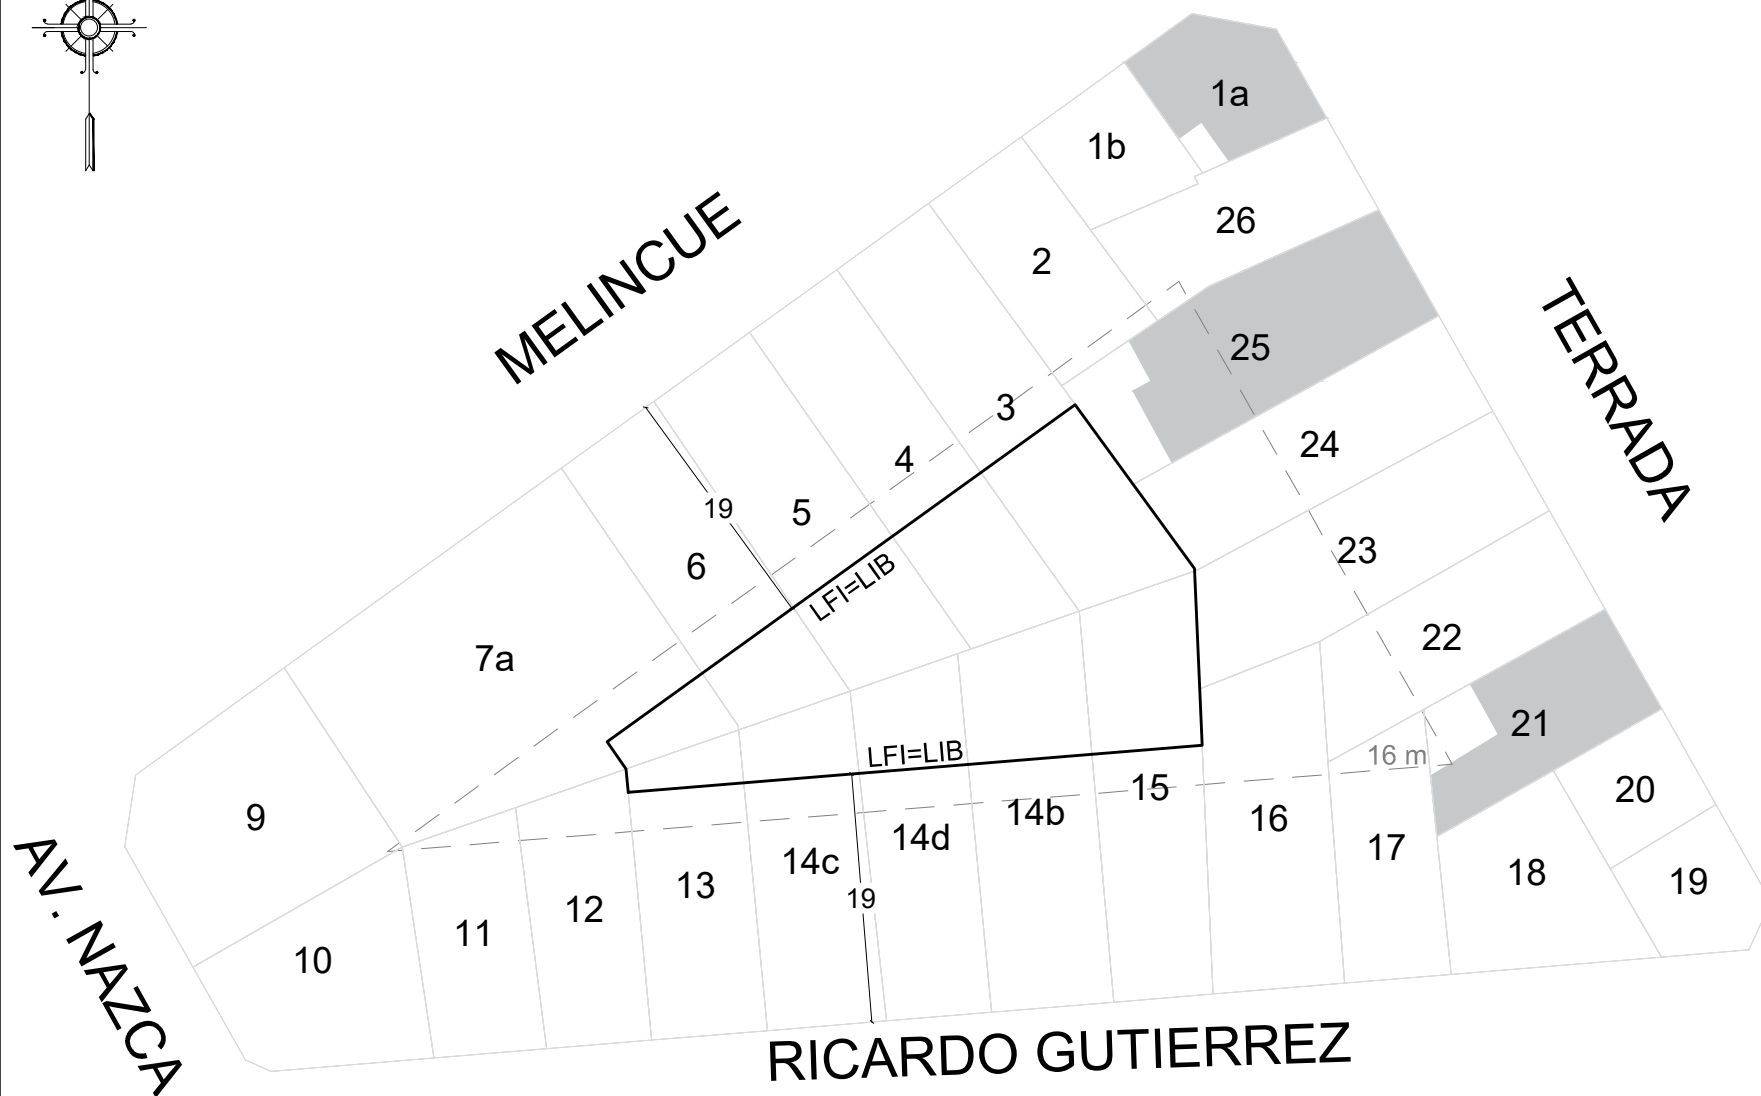 1a
1b
MELINCUE
26
2
TERRADA
25
3
24
4
19
5
23
6
LFI=LIB
22
7a
21
LFI=LIB
16 m
15
20
9
14b
16
14d
17
14c
18
19
13
19
AV. NAZCA
12
11
10
RICARDO GUTIERREZ